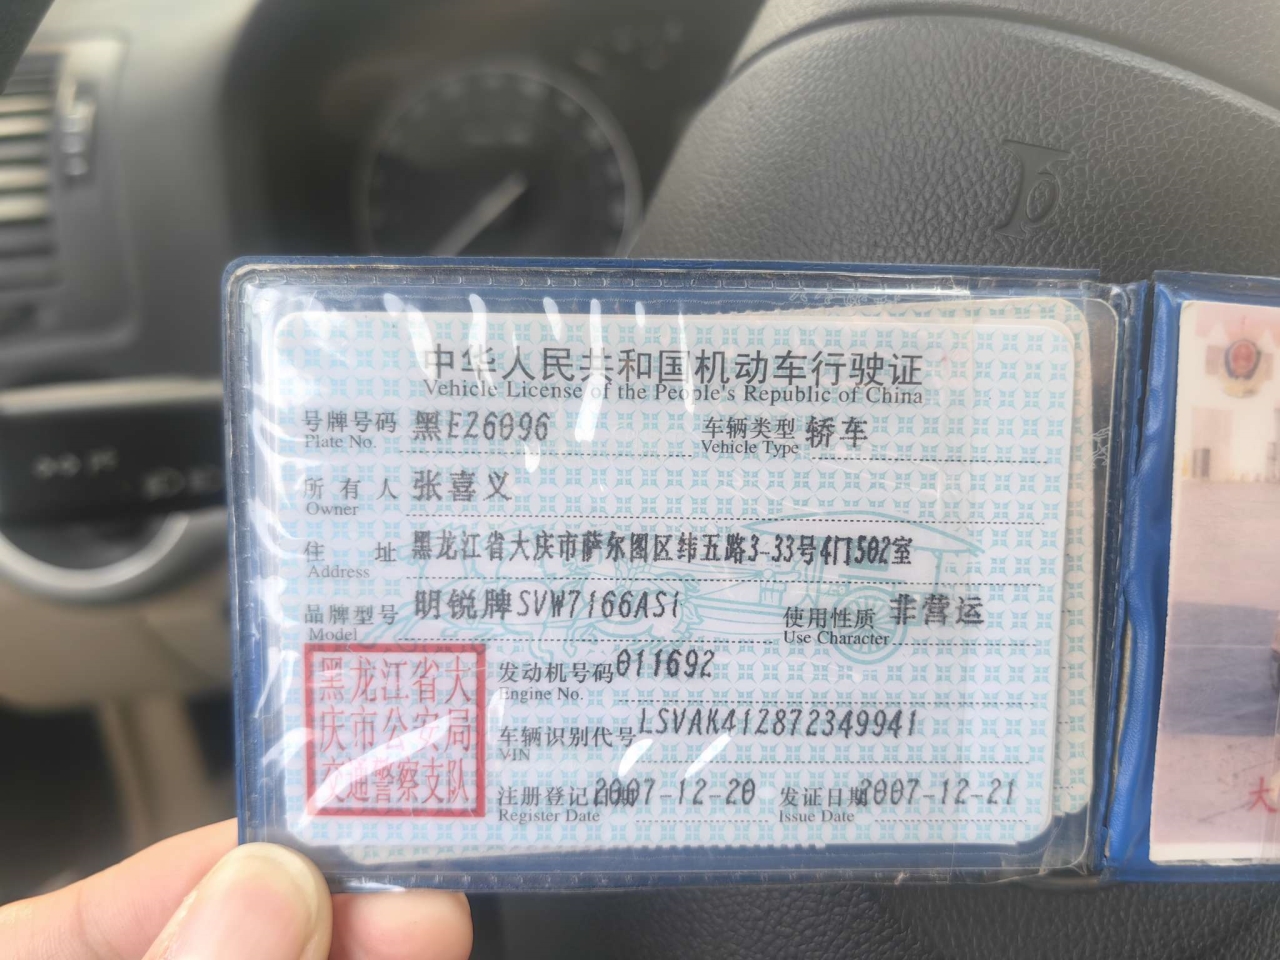 中华人民共和国机动车行驶证
Vehicle License of the People's Republic of China
号牌号码 黑EZ6096 车辆类型 轿车
Plate No. Vehicle Type
所有人 张喜义
Owner
住址 黑龙江省大庆市萨尔图区纬五路3-33号4门502室
Address
品牌型号 明锐牌SVW7166ASi 使用性质 非营运
Model Use Character
黑龙江省大庆市公安局交通警察支队
发动机号码 011692
Engine No.
车辆识别代号 LSVAK41Z872349941
VIN
注册登记日期 2007-12-20 发证日期 2007-12-21
Register Date Issue Date
大